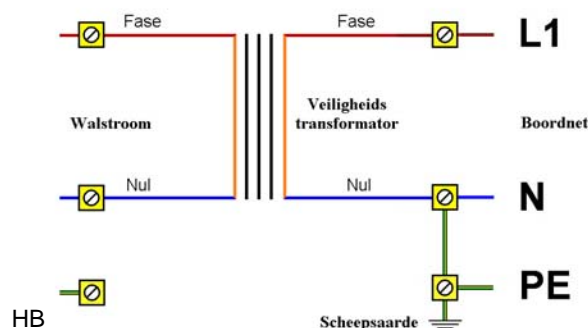 Fase
Fase
L1
Walstroom
Veiligheids
transformator
Boordnet
Nul
Nul
N
PE
HB
Scheepsaarde